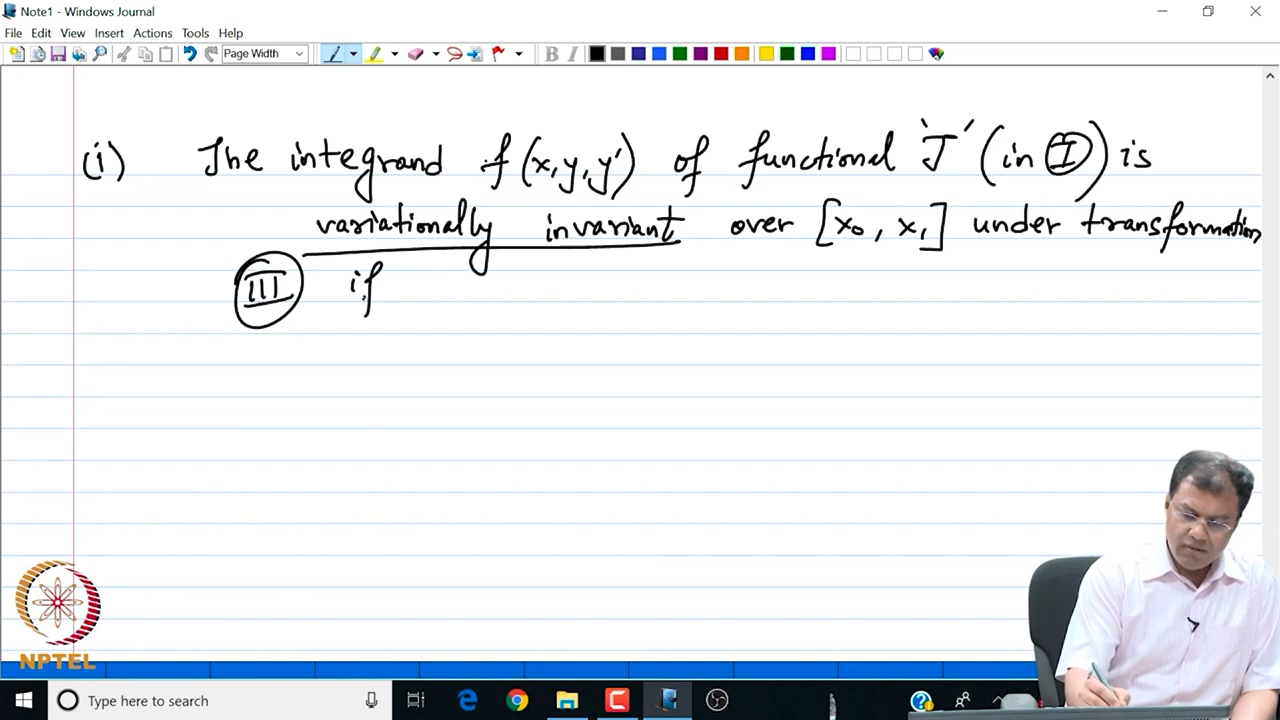 Note1 - Windows Journal
File Edit View Insert Actions Tools Help
Page Width
B I
(i) The integrand f(x,y,y') of functional 'J' (in I) is
variationally invariant over [x₀, x₁] under transformation
III if
NPTEL
Type here to search